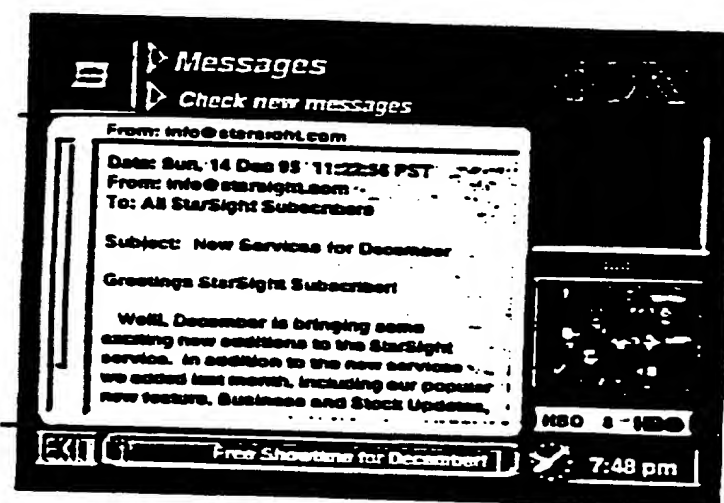 Messages
Check new messages
From: info@starsight.com
Date: Sun, 14 Dec 95 11:22:56 PST
From: info@starsight.com
To: All StarSight Subscribers
Subject: New Services for December
Greetings StarSight Subscriber!
Well, December is bringing some
exciting new additions to the StarSight
service. In addition to the new services
we added last month, including our popular
new feature, Business and Stock Updates,
HBO 8 - HBO
EXIT Free Showtime for December!
7:48 pm